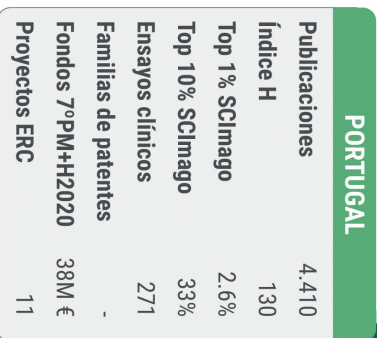 PORTUGAL
Publicaciones 4.410
Índice H 130
Top 1% SCImago 2.6%
Top 10% SCImago 33%
Ensayos clínicos 271
Familias de patentes -
Fondos 7ºPM+H2020 38M €
Proyectos ERC 11